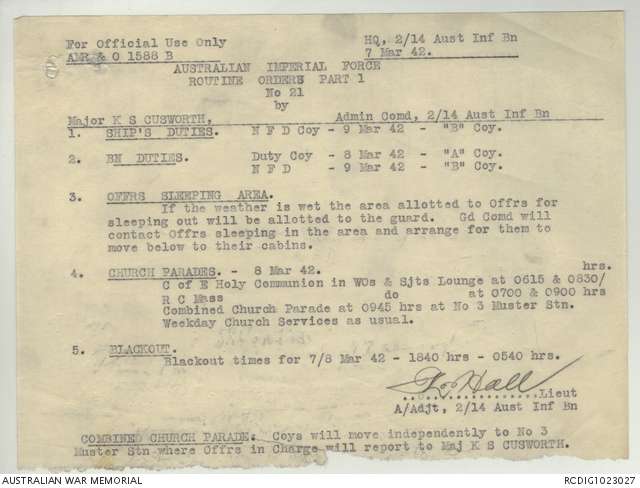 For Official Use Only HQ, 2/14 Aust Inf Bn
AMR & O 1588 B 7 Mar 42.
AUSTRALIAN IMPERIAL FORCE
ROUTINE ORDERS PART 1
No 21
by
Major K S CUSWORTH, Admin Comd, 2/14 Aust Inf Bn
1. SHIP'S DUTIES. N F D Coy - 9 Mar 42 - "B" Coy.
2. BN DUTIES. Duty Coy - 8 Mar 42 - "A" Coy.
N F D - 9 Mar 42 - "B" Coy.
3. OFFRS SLEEPING AREA.
If the weather is wet the area allotted to Offrs for
sleeping out will be allotted to the guard. Gd Comd will
contact Offrs sleeping in the area and arrange for them to
move below to their cabins.
4. CHURCH PARADES. - 8 Mar 42. hrs.
C of E Holy Communion in WOs & Sjts Lounge at 0615 & 0830/
R C Mass do at 0700 & 0900 hrs
Combined Church Parade at 0945 hrs at No 3 Muster Stn.
Weekday Church Services as usual.
5. BLACKOUT.
Blackout times for 7/8 Mar 42 - 1840 hrs - 0540 hrs.
Hall
..................Lieut
A/Adjt, 2/14 Aust Inf Bn
COMBINED CHURCH PARADE. Coys will move independently to No 3
Muster Stn where Offrs in Charge will report to Maj K S CUSWORTH.
AUSTRALIAN WAR MEMORIAL RCDIG1023027